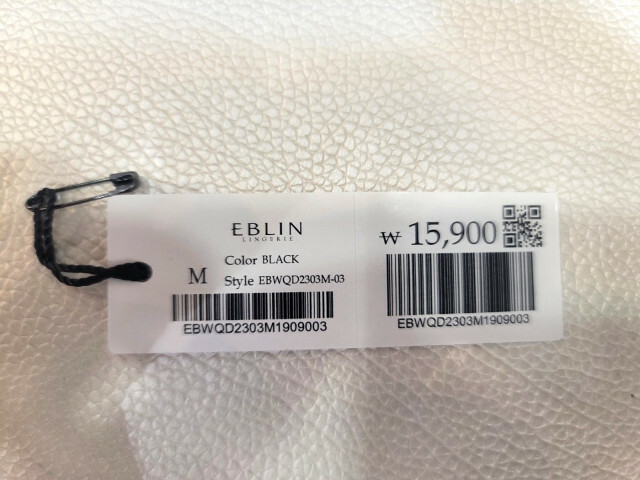 EBLIN
LINGERIE
Color BLACK
M
Style EBWQD2303M-03
EBWQD2303M1909003
₩ 15,900
EBWQD2303M1909003